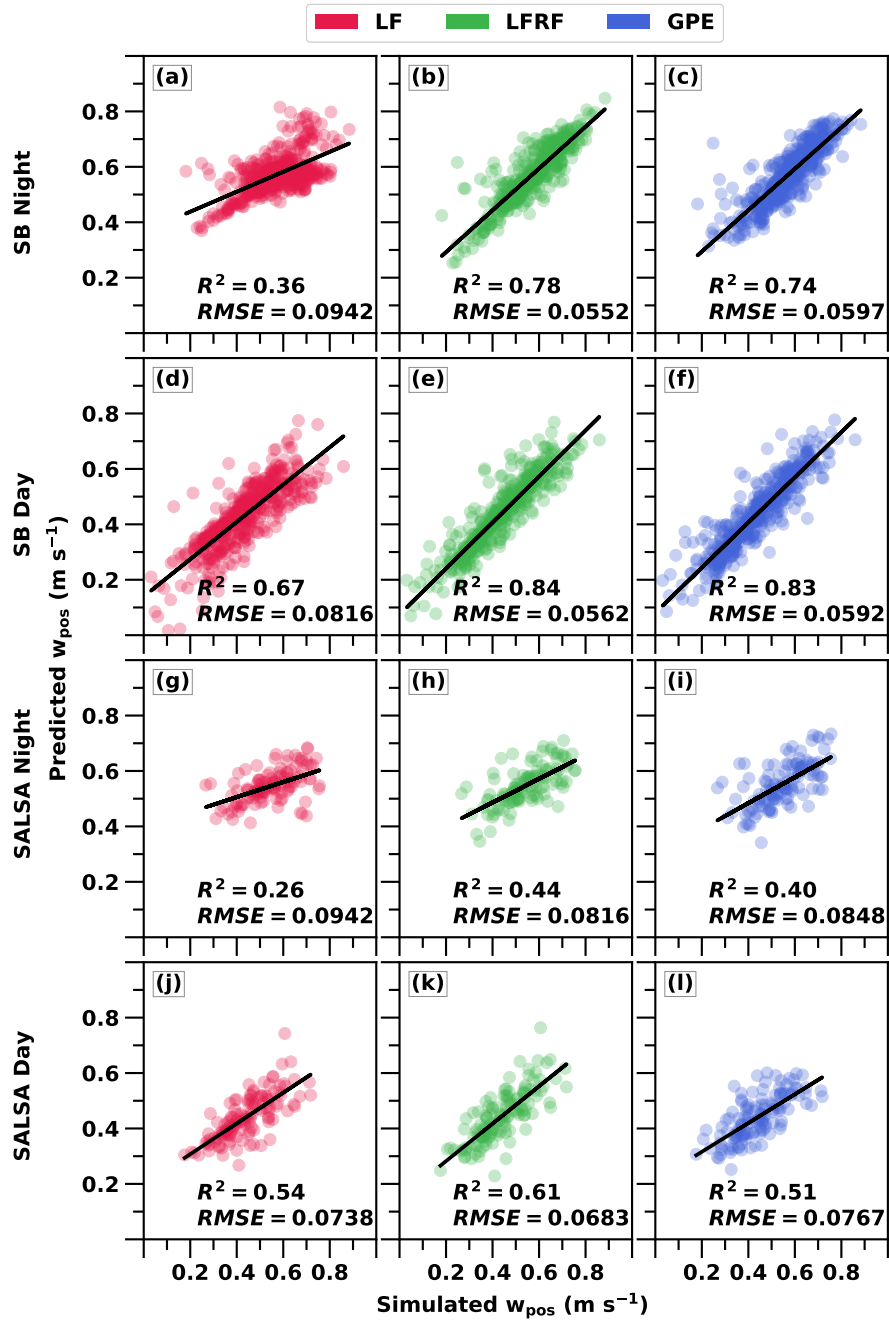 LF LFRF GPE
(a) (b) (c)
SB Night
0.8
0.6
0.4
0.2
R² = 0.36 R² = 0.78 R² = 0.74
RMSE = 0.0942 RMSE = 0.0552 RMSE = 0.0597
(d) (e) (f)
SB Day
0.8
0.6
0.4
0.2
R² = 0.67 R² = 0.84 R² = 0.83
RMSE = 0.0816 RMSE = 0.0562 RMSE = 0.0592
Predicted wpos (m s⁻¹)
(g) (h) (i)
SALSA Night
0.8
0.6
0.4
0.2
R² = 0.26 R² = 0.44 R² = 0.40
RMSE = 0.0942 RMSE = 0.0816 RMSE = 0.0848
(j) (k) (l)
SALSA Day
0.8
0.6
0.4
0.2
R² = 0.54 R² = 0.61 R² = 0.51
RMSE = 0.0738 RMSE = 0.0683 RMSE = 0.0767
0.2 0.4 0.6 0.8 0.2 0.4 0.6 0.8 0.2 0.4 0.6 0.8
Simulated wpos (m s⁻¹)